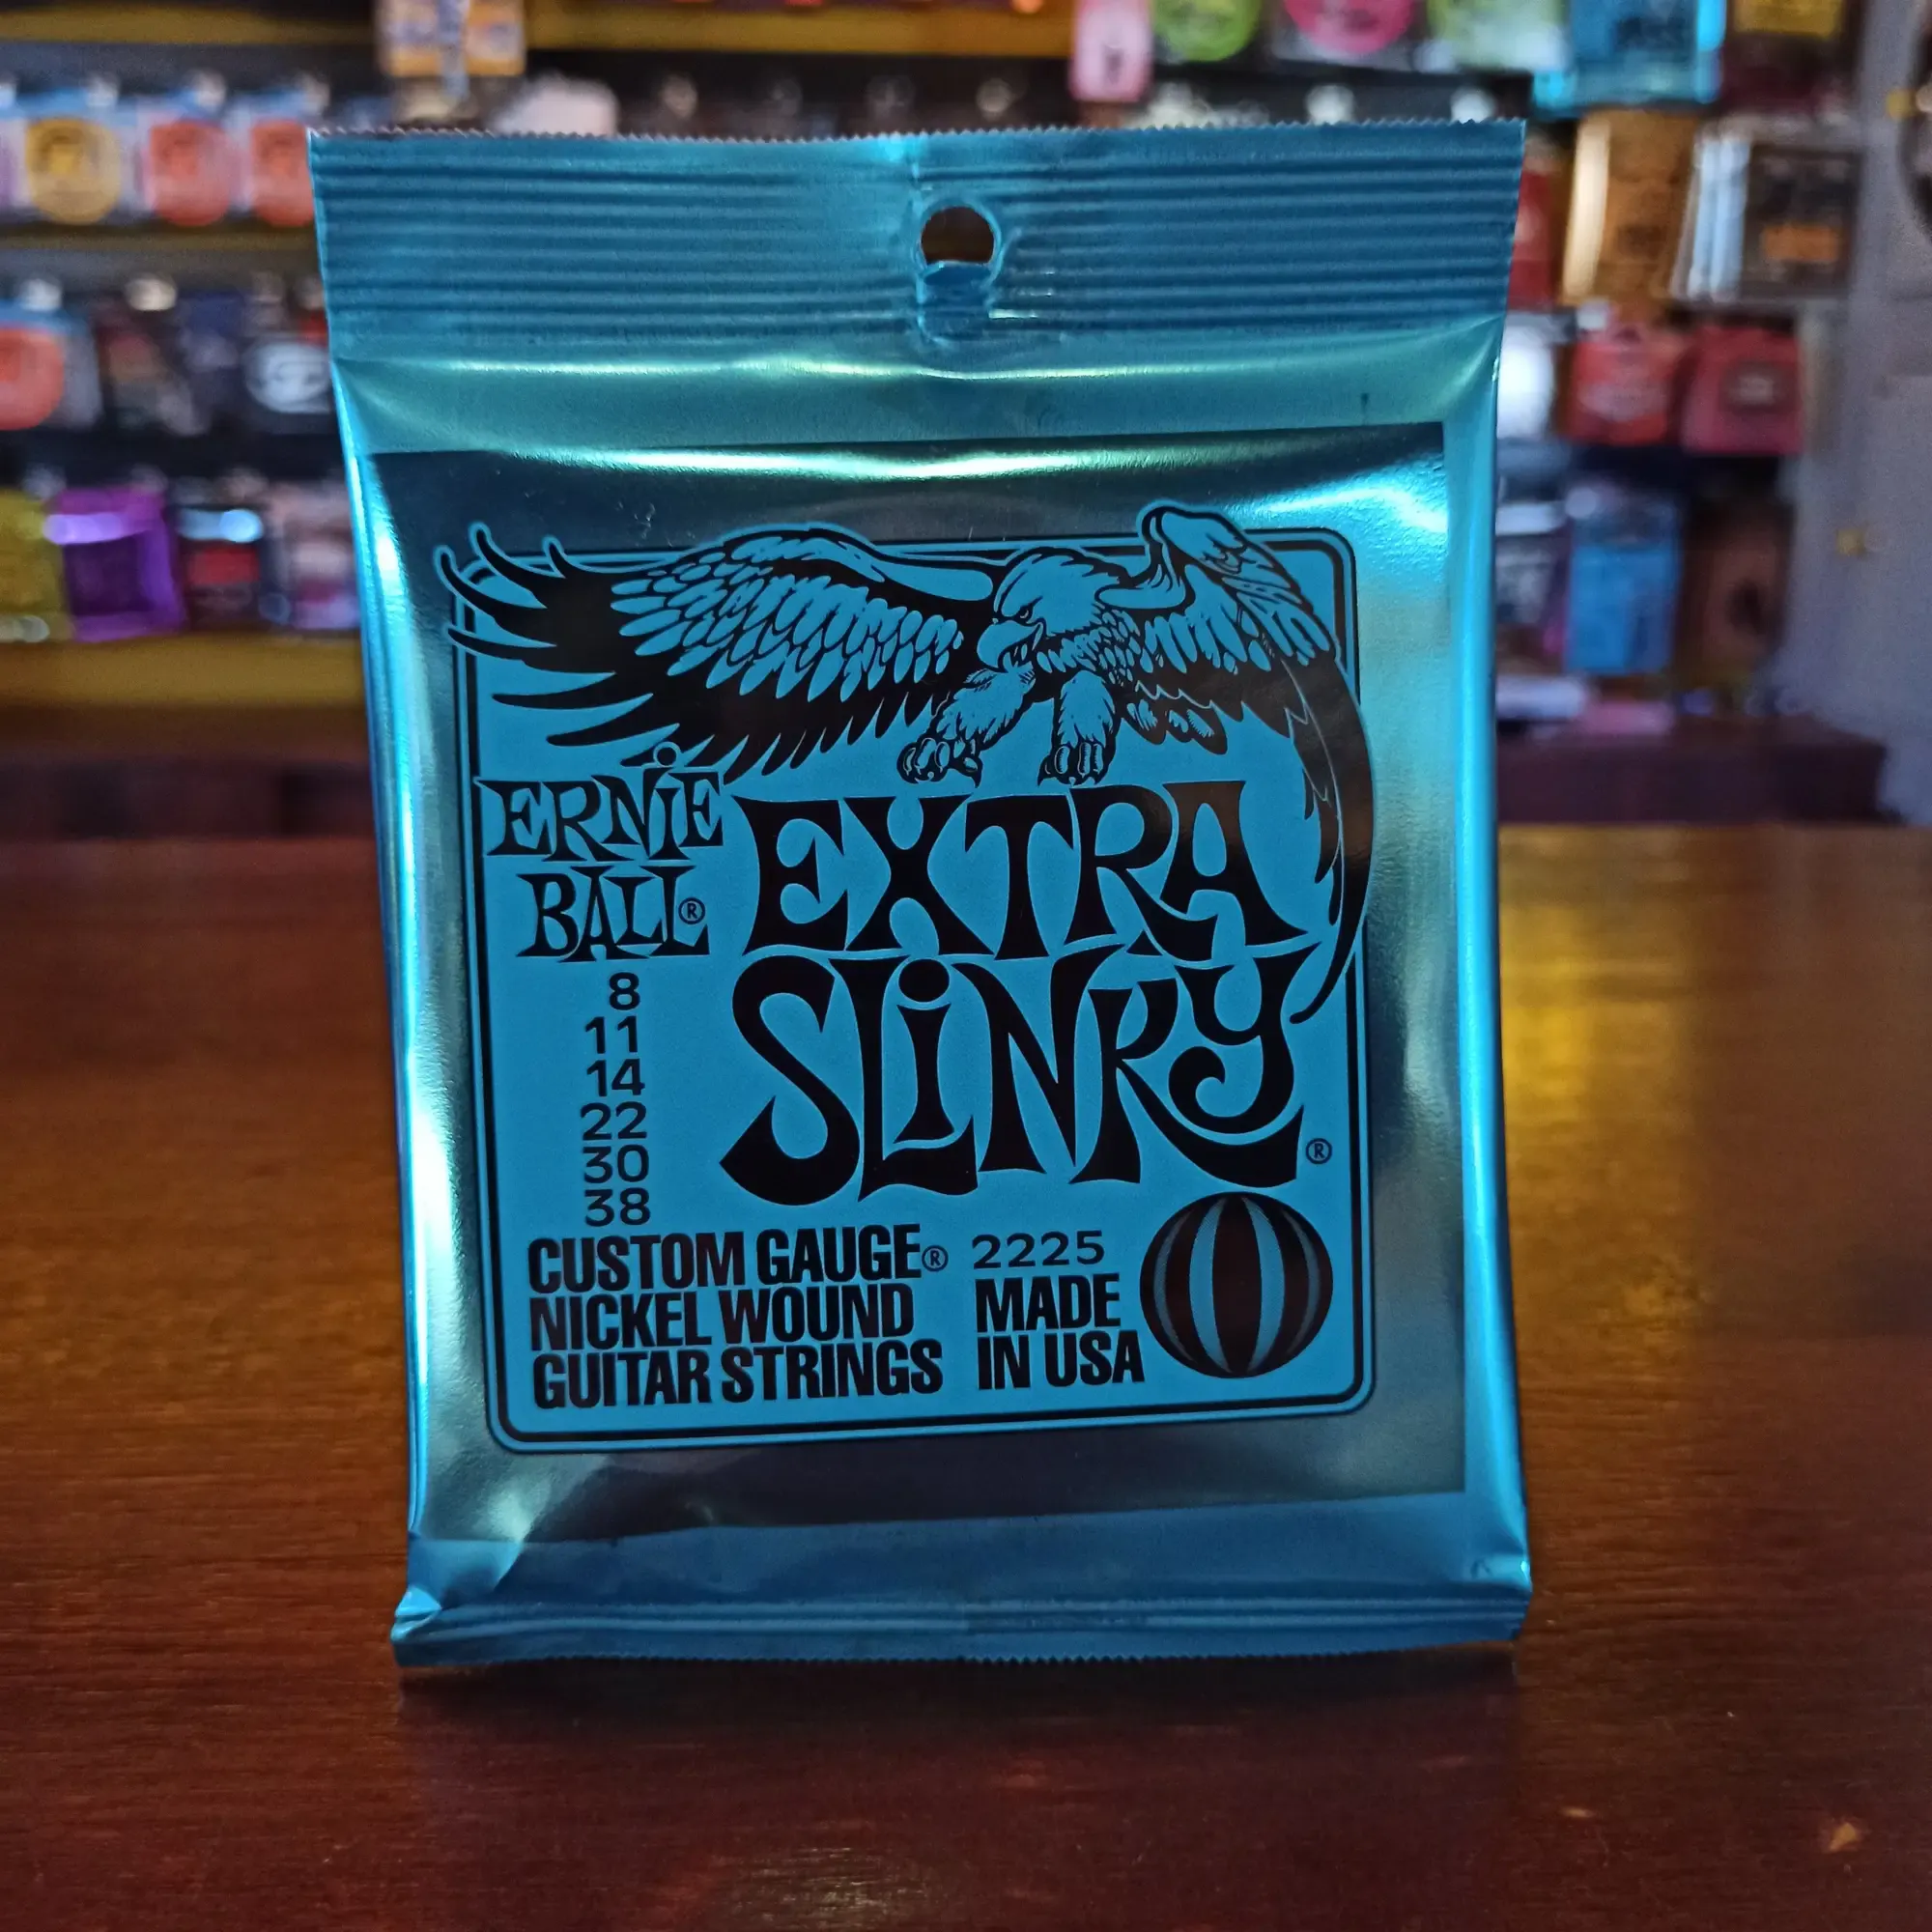 ERNiE
BALL®
EXTRA
SLiNKY®
8
11
14
22
30
38
CUSTOM GAUGE®
NICKEL WOUND
GUITAR STRINGS
2225
MADE
IN USA